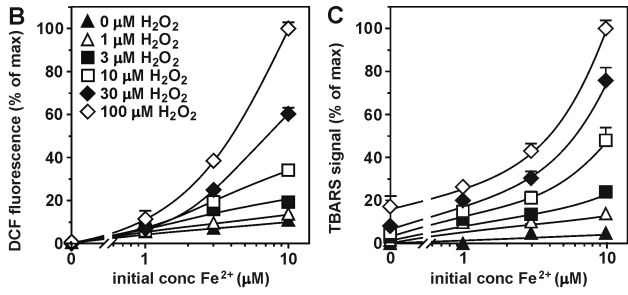 B
DCF fluorescence (% of max)
100
80
60
40
20
0
▲ 0 μM H₂O₂
△ 1 μM H₂O₂
■ 3 μM H₂O₂
□ 10 μM H₂O₂
◆ 30 μM H₂O₂
◇ 100 μM H₂O₂
0 1 10
initial conc Fe²⁺ (μM)
C
TBARS signal (% of max)
100
80
60
40
20
0
0 1 10
initial conc Fe²⁺ (μM)